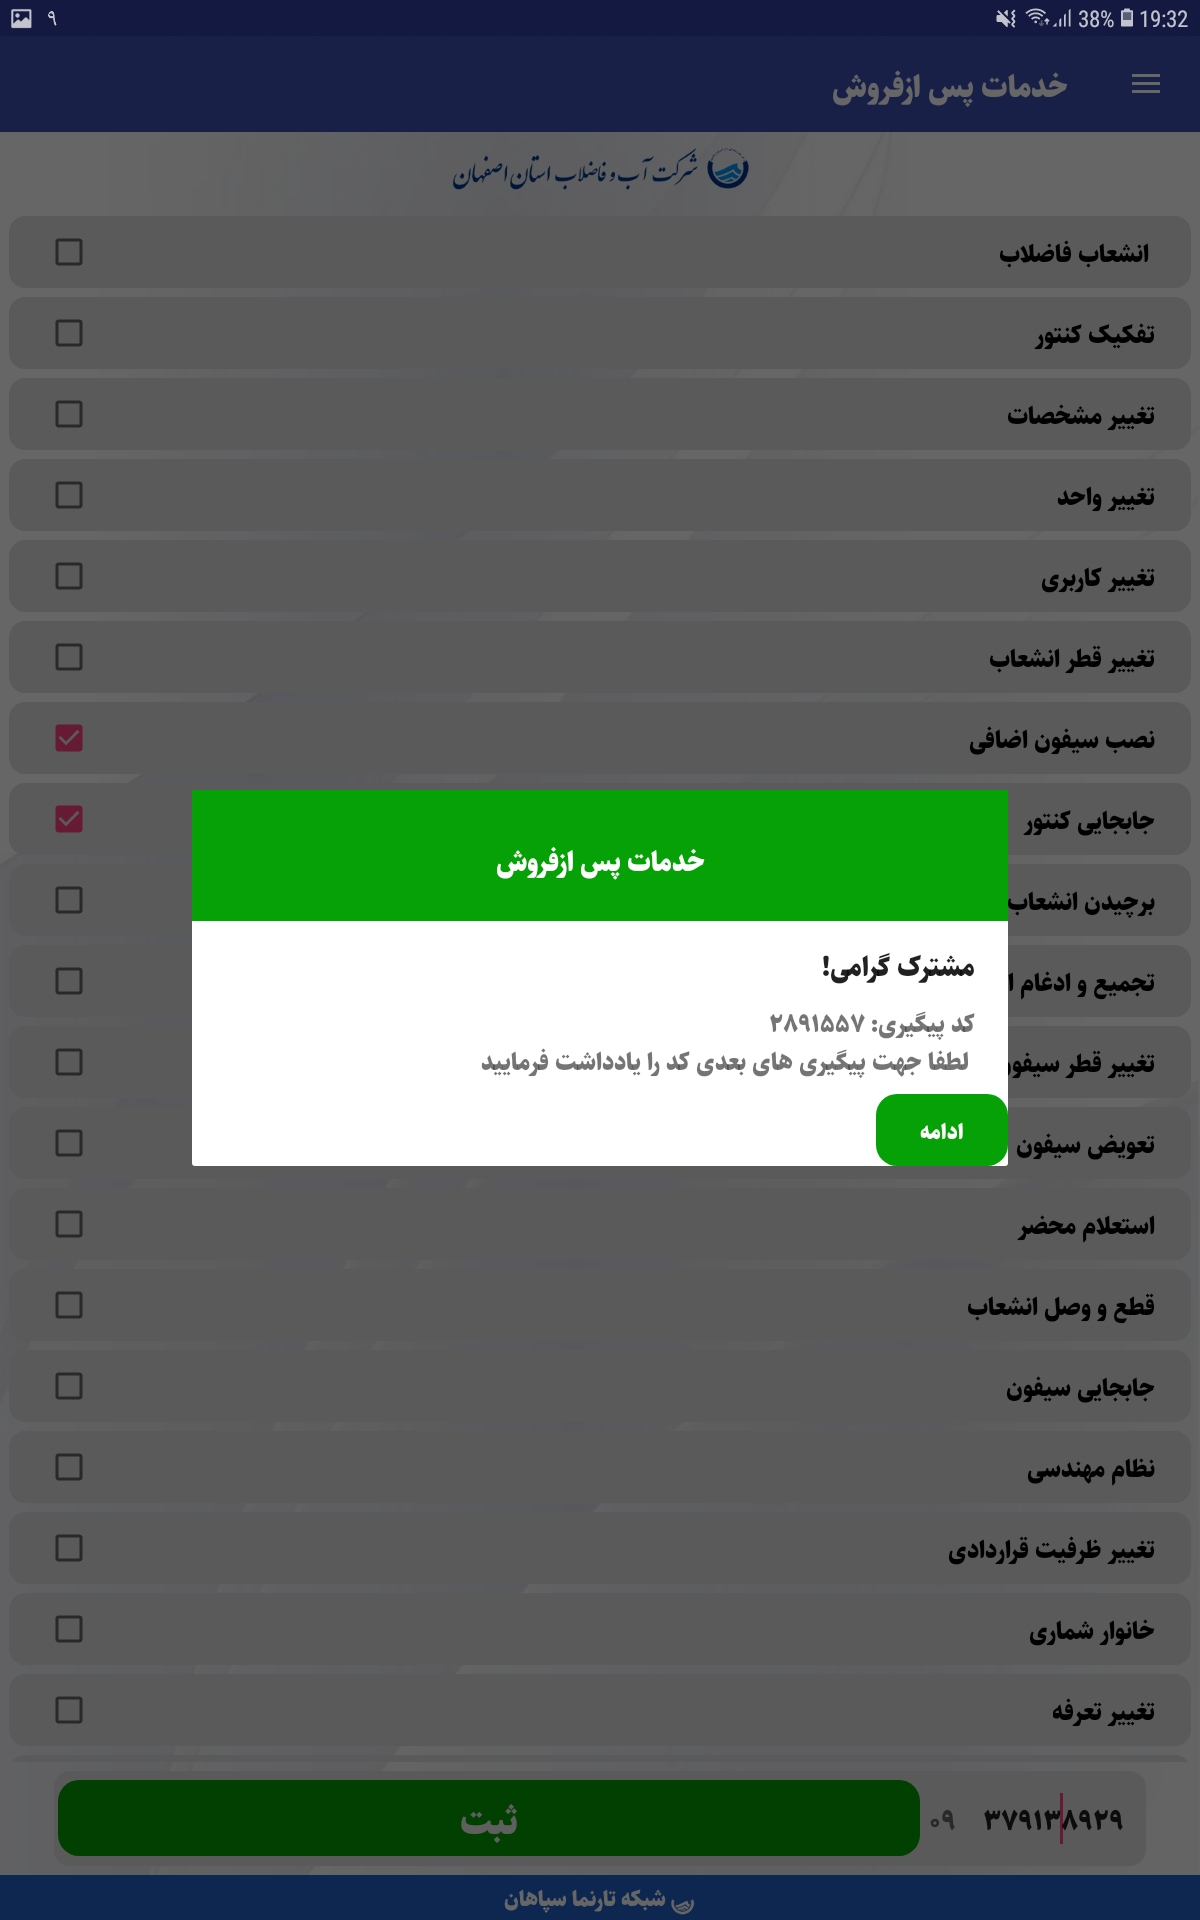 ۹
38% 19:32
خدمات پس ازفروش
شرکت آب و فاضلاب استان اصفهان
انشعاب فاضلاب
تفکیک کنتور
تغییر مشخصات
تغییر واحد
تغییر کاربری
تغییر قطر انشعاب
نصب سیفون اضافی
جابجایی کنتور
برچیدن انشعاب
تجمیع و ادغام ا
تغییر قطر سیفور
تعویض سیفون
استعلام محضر
قطع و وصل انشعاب
جابجایی سیفون
نظام مهندسی
تغییر ظرفیت قراردادی
خانوار شماری
تغییر تعرفه
خدمات پس ازفروش
مشترک گرامی!
کد پیگیری: ۲۸۹۱۵۵۷
لطفا جهت پیگیری های بعدی کد را یادداشت فرمایید
ادامه
۰۹ ۳۷۹۱۳۸۹۲۹
ثبت
شبکه تارنما سپاهان